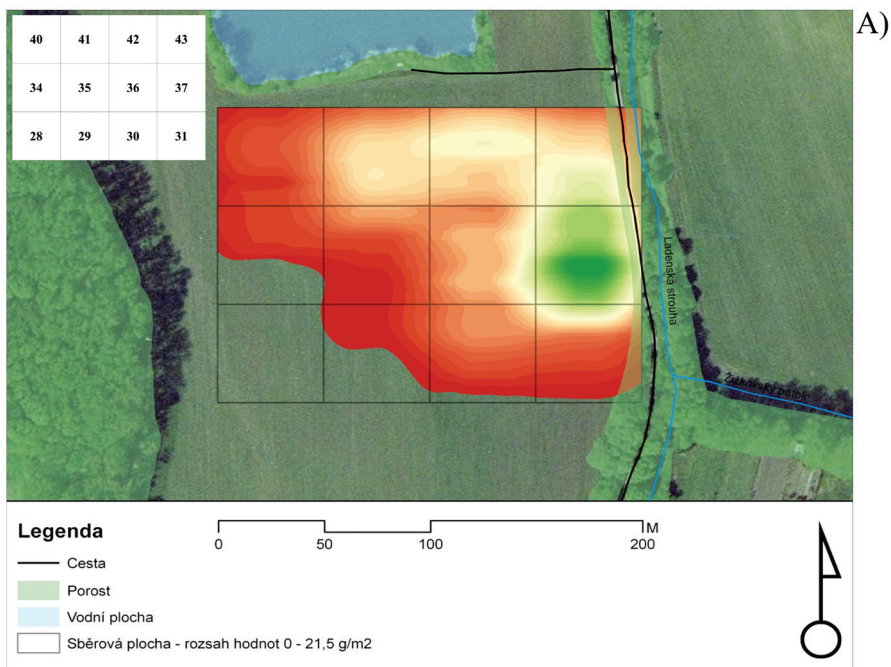 A)
40 41 42 43
34 35 36 37
28 29 30 31
Ladenská strouha
Žižkovský potok
Legenda
Cesta
Porost
Vodní plocha
Sběrová plocha - rozsah hodnot 0 - 21,5 g/m2
0 50 100 200 M